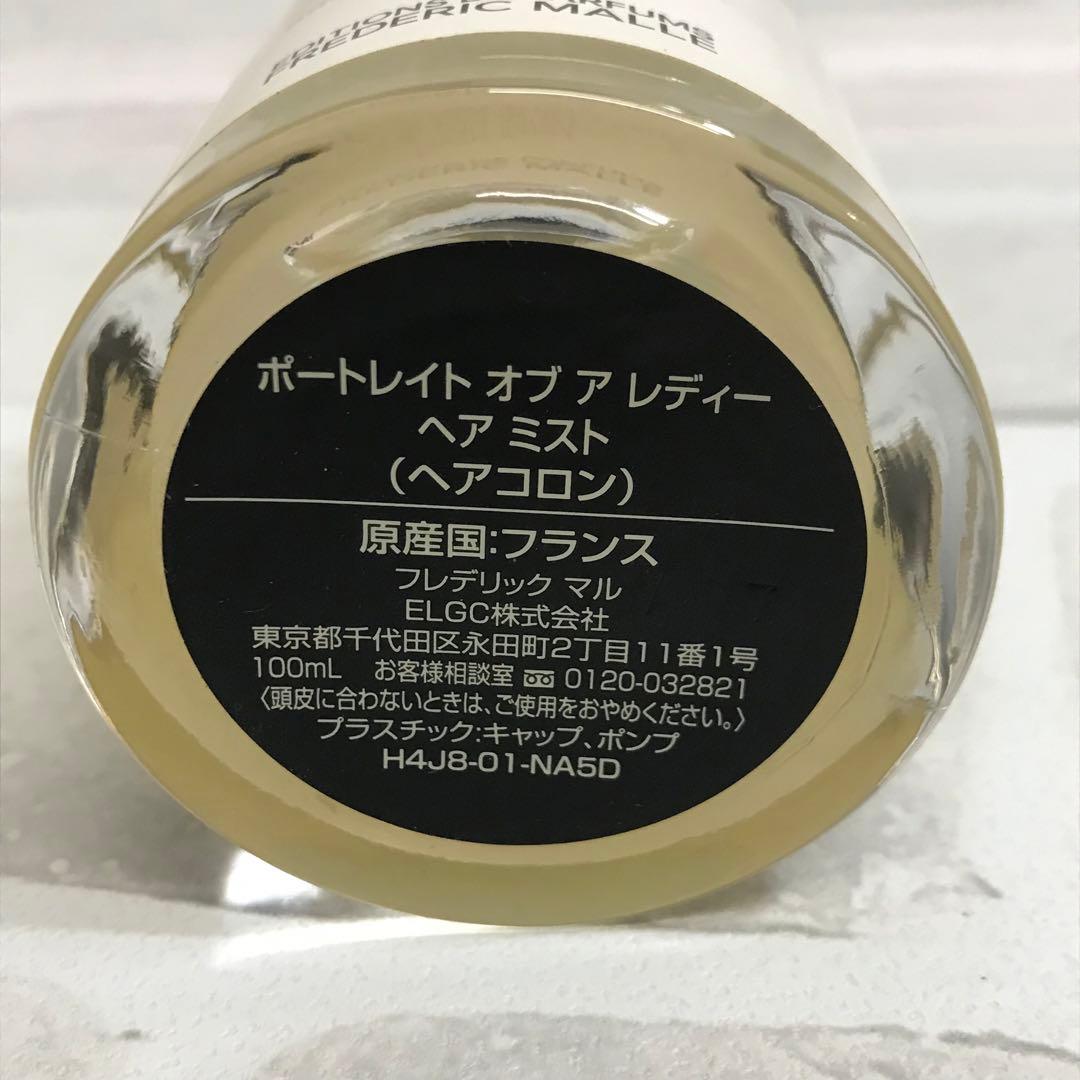 EDITIONS
FREDERIC MALLE
ポートレイト オブ ア レディー
ヘア ミスト
(ヘアコロン)
原産国:フランス
フレデリック マル
ELGC株式会社
東京都千代田区永田町2丁目11番1号
100mL お客様相談室 0120-032821
〈頭皮に合わないときは、ご使用をおやめください。〉
プラスチック:キャップ、ポンプ
H4J8-01-NA5D